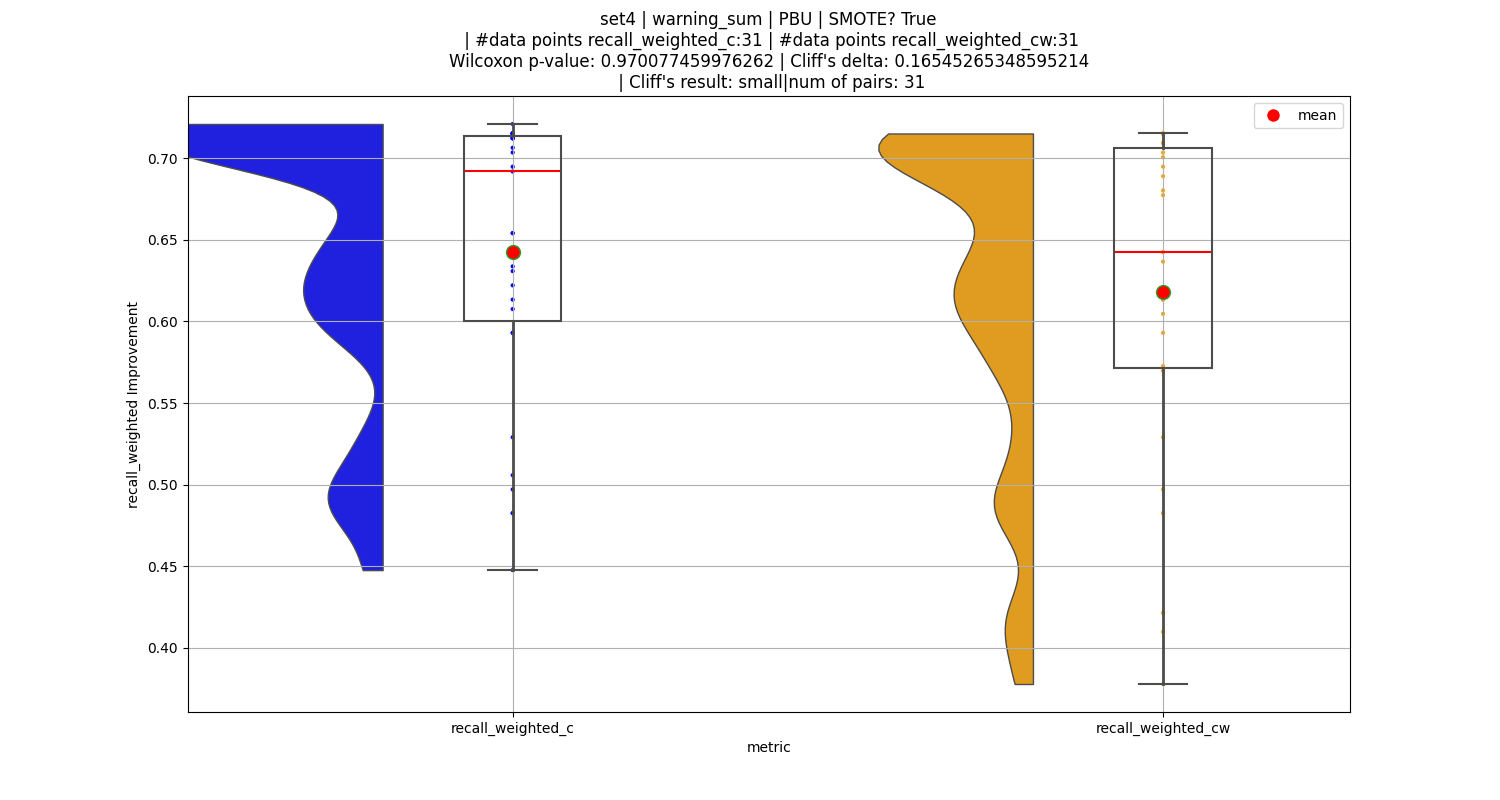 set4 | warning_sum | PBU | SMOTE? True
| #data points recall_weighted_c:31 | #data points recall_weighted_cw:31
Wilcoxon p-value: 0.970077459976262 | Cliff's delta: 0.16545265348595214
| Cliff's result: small|num of pairs: 31
mean
recall_weighted Improvement
0.70
0.65
0.60
0.55
0.50
0.45
0.40
recall_weighted_c
recall_weighted_cw
metric